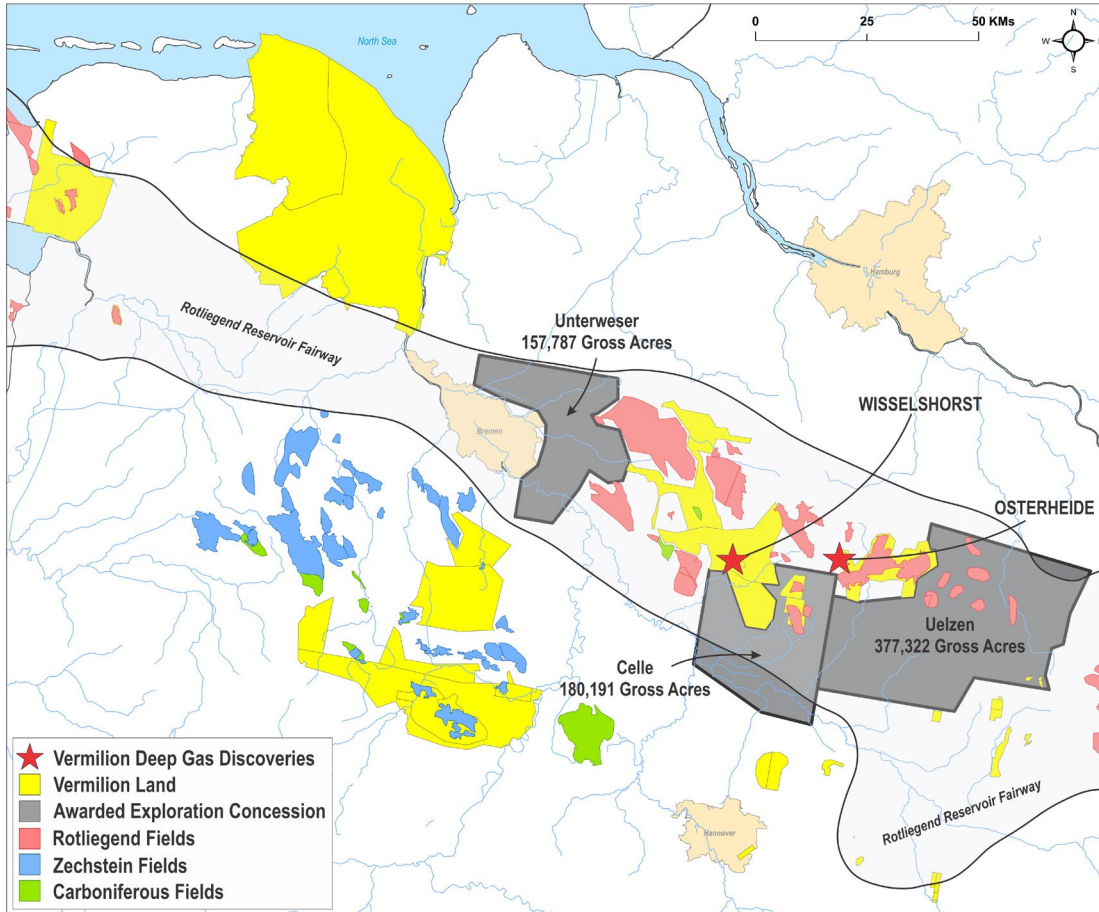 North Sea
0 25 50 KMs
N
W
S
Hamburg
Rotliegend Reservoir Fairway
Unterweser
157,787 Gross Acres
WISSELSHORST
Bremen
OSTERHEIDE
Uelzen
377,322 Gross Acres
Celle
180,191 Gross Acres
Hannover
Rotliegend Reservoir Fairway
Vermilion Deep Gas Discoveries
Vermilion Land
Awarded Exploration Concession
Rotliegend Fields
Zechstein Fields
Carboniferous Fields